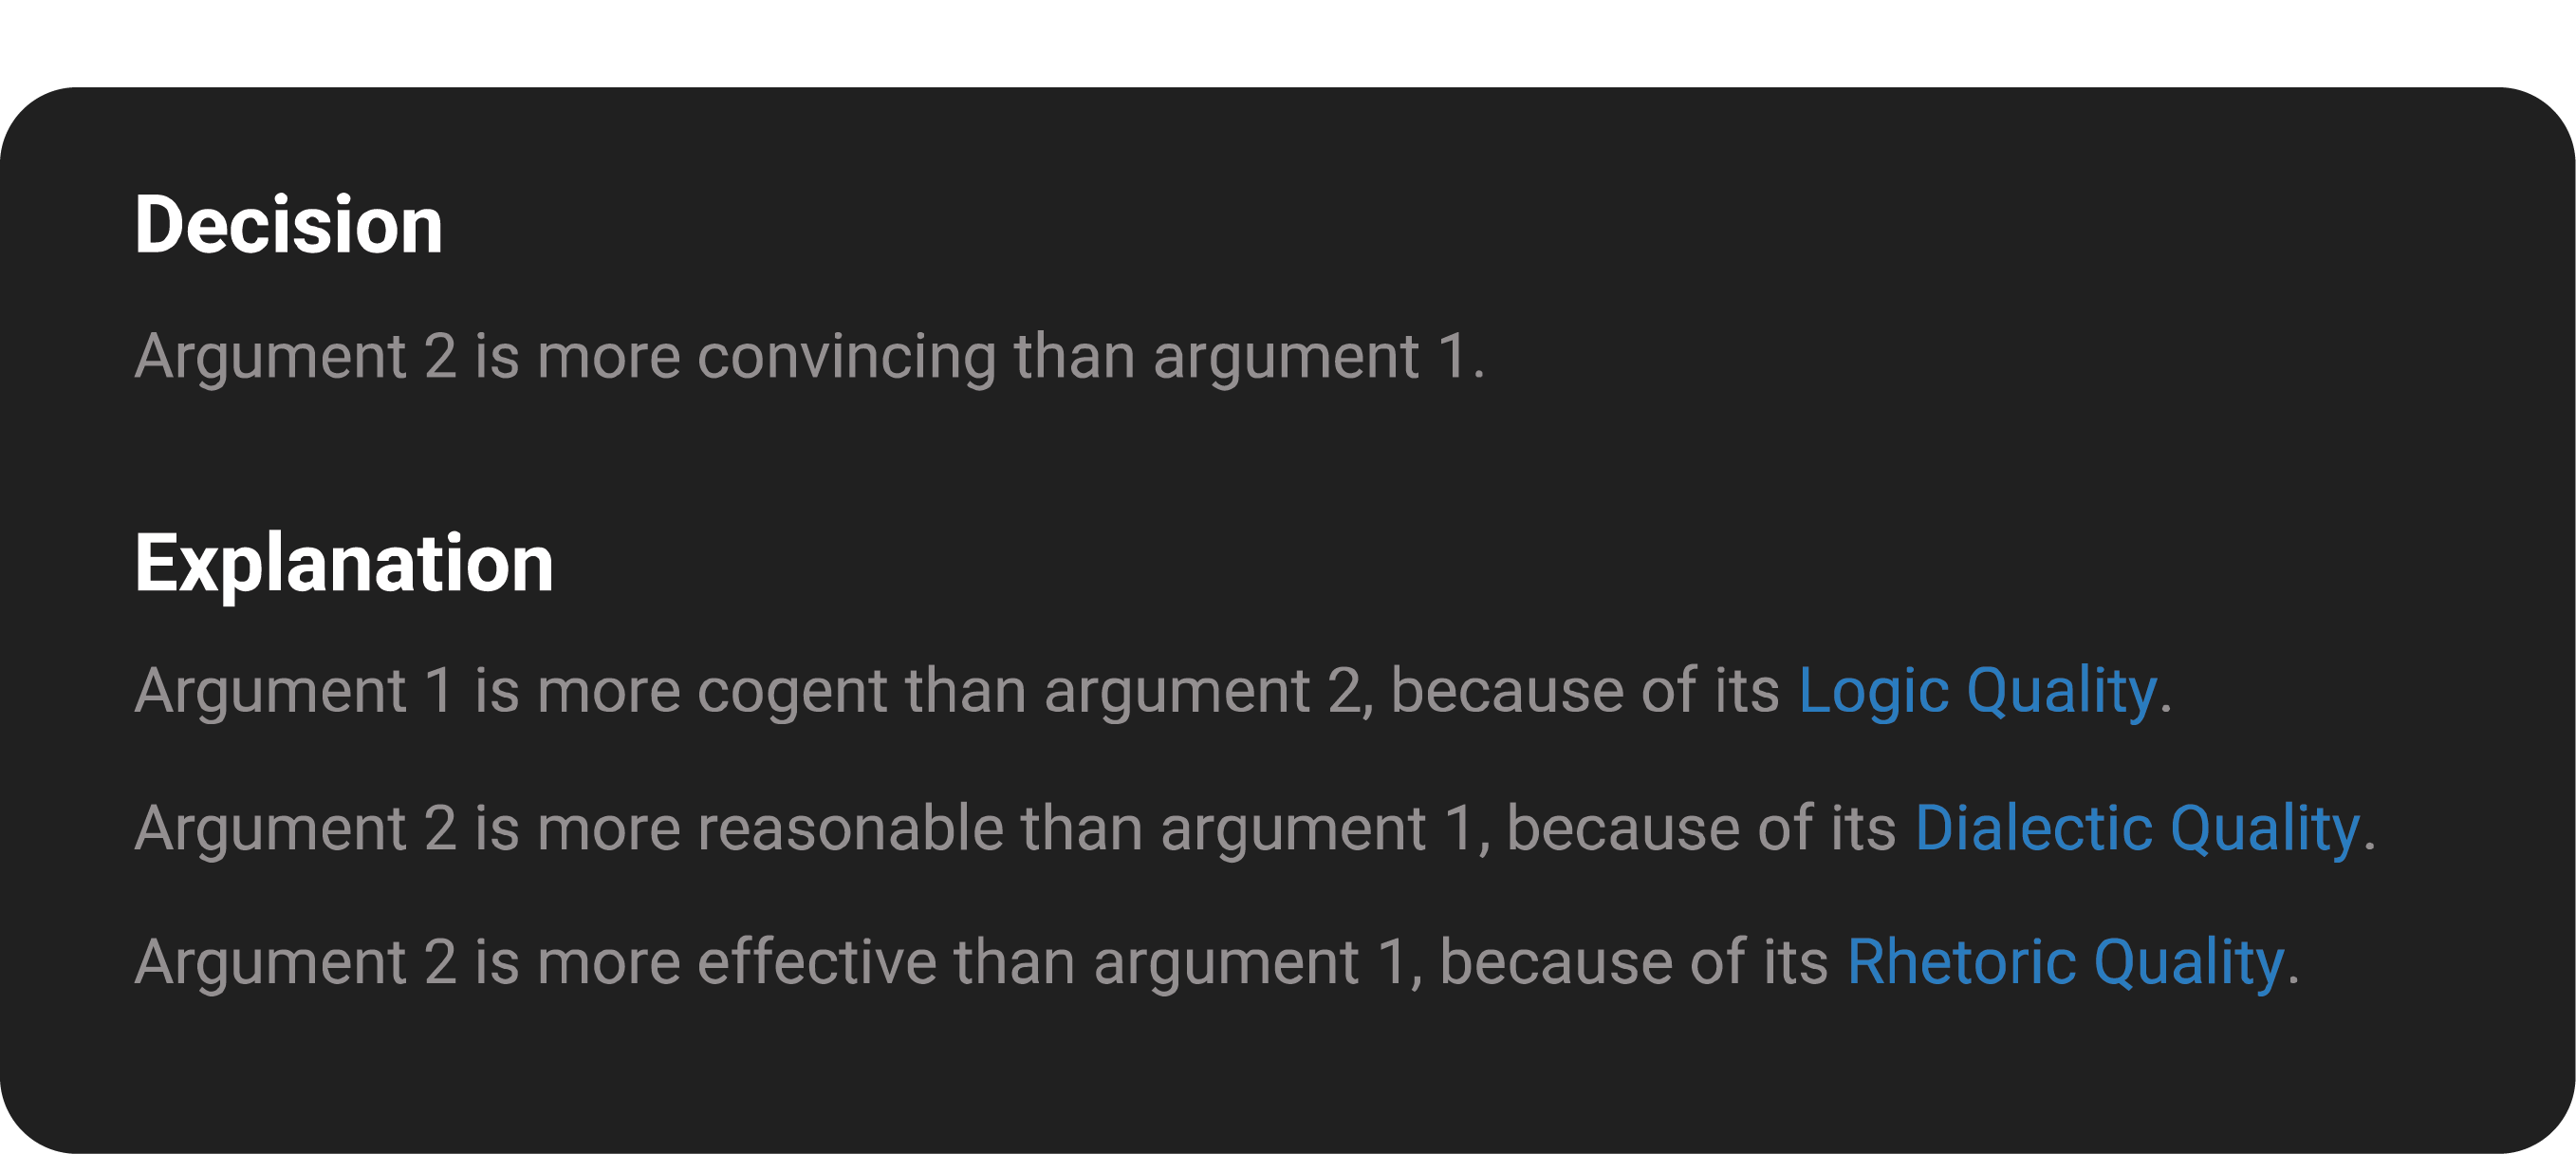 Decision
Argument 2 is more convincing than argument 1.
Explanation
Argument 1 is more cogent than argument 2, because of its Logic Quality.
Argument 2 is more reasonable than argument 1, because of its Dialectic Quality.
Argument 2 is more effective than argument 1, because of its Rhetoric Quality.